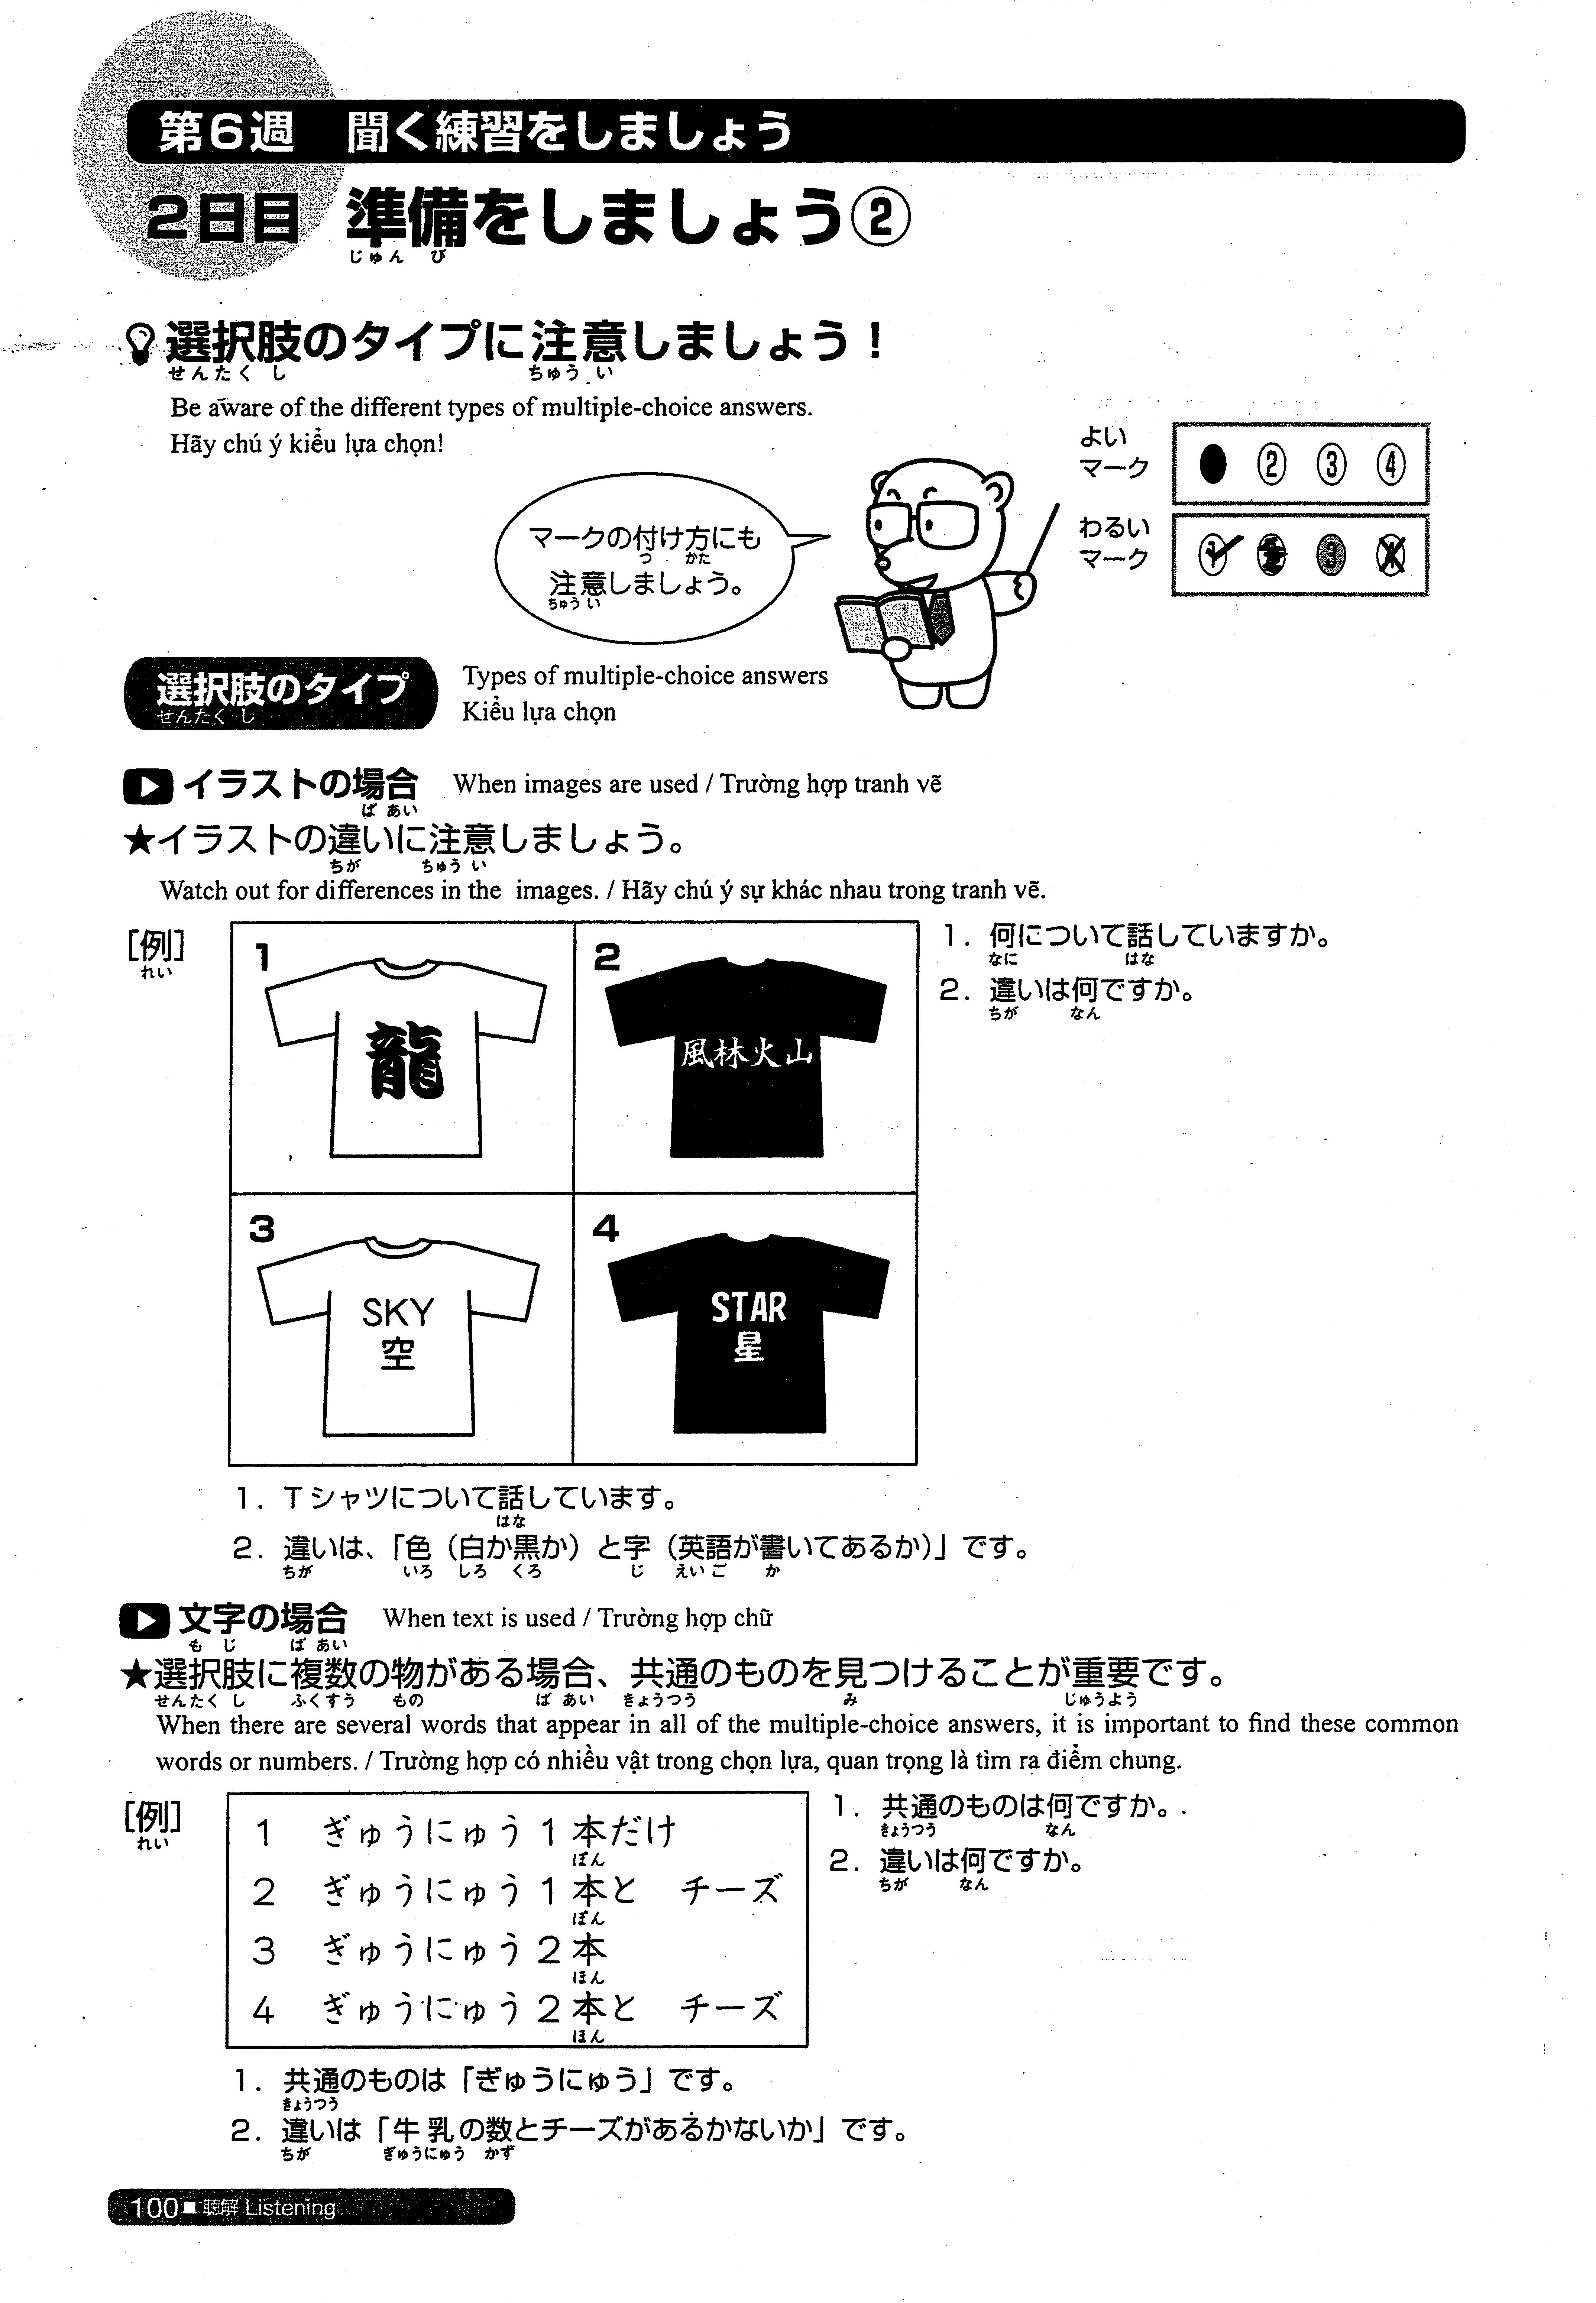 第6週 聞く練習をしましょう
2日目 準備をしましょう②
じゅん び
選択肢のタイプに注意しましょう！
せんたく し ちゅう い
Be aware of the different types of multiple-choice answers.
Hãy chú ý kiểu lựa chọn!
マークの付け方にも
つ かた
注意しましょう。
ちゅう い
よい
マーク
① ② ③ ④
わるい
マーク
① ② ③ ④
選択肢のタイプ
せんたく し
Types of multiple-choice answers
Kiểu lựa chọn
イラストの場合 When images are used / Trường hợp tranh vẽ
ば あい
★イラストの違いに注意しましょう。
ちが ちゅう い
Watch out for differences in the images. / Hãy chú ý sự khác nhau trong tranh vẽ.
［例］
れい
1
龍
2
風林火山
3
SKY
空
4
STAR
星
1. 何について話していますか。
なに はな
2. 違いは何ですか。
ちが なん
1. Tシャツについて話しています。
はな
2. 違いは、「色（白か黒か）と字（英語が書いてあるか）」です。
ちが いろ しろ くろ じ えいご か
文字の場合 When text is used / Trường hợp chữ
も じ ば あい
★選択肢に複数の物がある場合、共通のものを見つけることが重要です。
せんたく し ふくすう もの ば あい きょうつう み じゅうよう
When there are several words that appear in all of the multiple-choice answers, it is important to find these common
words or numbers. / Trường hợp có nhiều vật trong chọn lựa, quan trọng là tìm ra điểm chung.
［例］
れい
1 ぎゅうにゅう1本だけ
ぽん
2 ぎゅうにゅう1本と チーズ
ぽん
3 ぎゅうにゅう2本
ほん
4 ぎゅうにゅう2本と チーズ
ほん
1. 共通のものは何ですか。
きょうつう なん
2. 違いは何ですか。
ちが なん
1. 共通のものは「ぎゅうにゅう」です。
きょうつう
2. 違いは「牛乳の数とチーズがあるかないか」です。
ちが ぎゅうにゅう かず
100■聴解 Listening